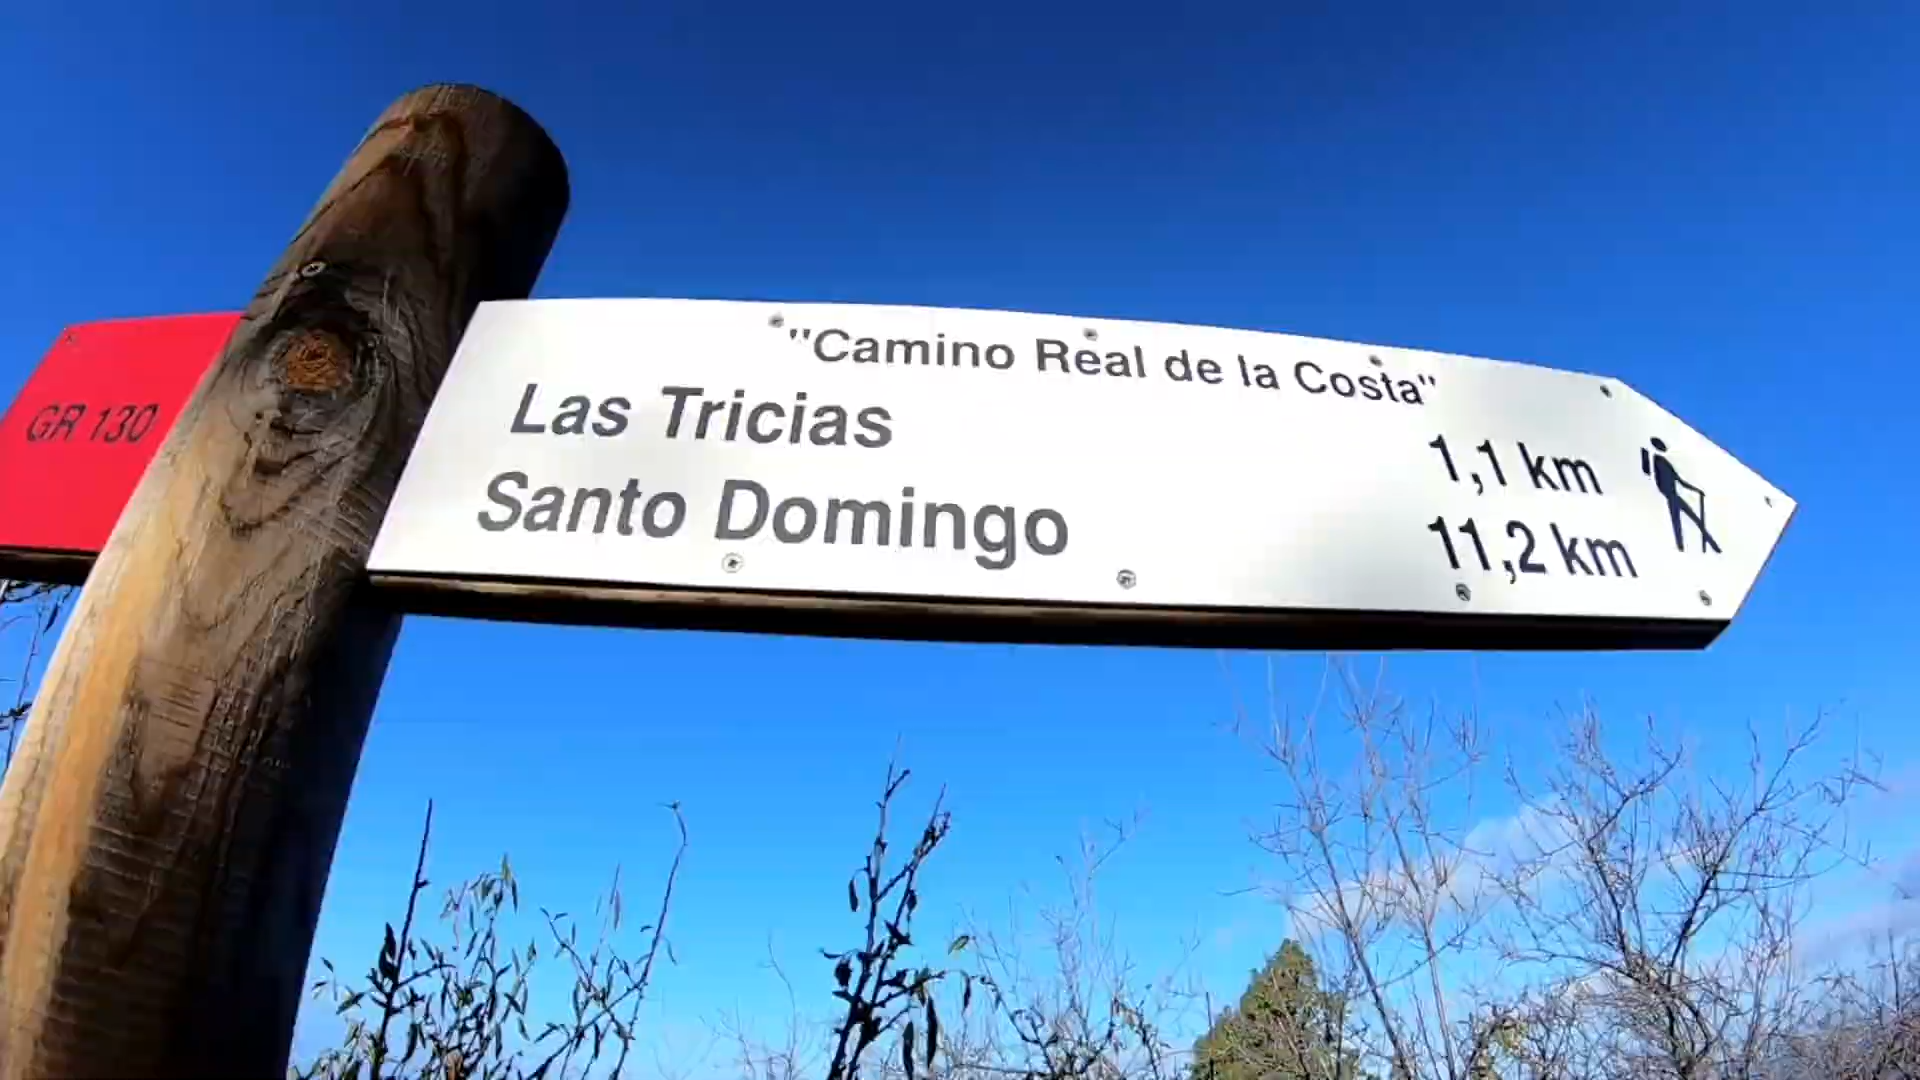 GR 130
"Camino Real de la Costa"
Las Tricias 1,1 km
Santo Domingo 11,2 km